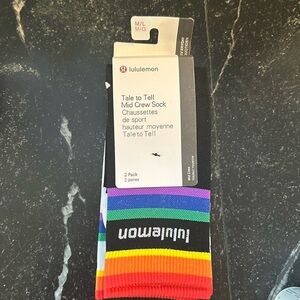 M/L
M/G
lululemon
Tale to Tell
Mid Crew Sock
Chaussettes
de sport
hauteur moyenne
Tale to Tell
2 Pack
2 paires
lululemon